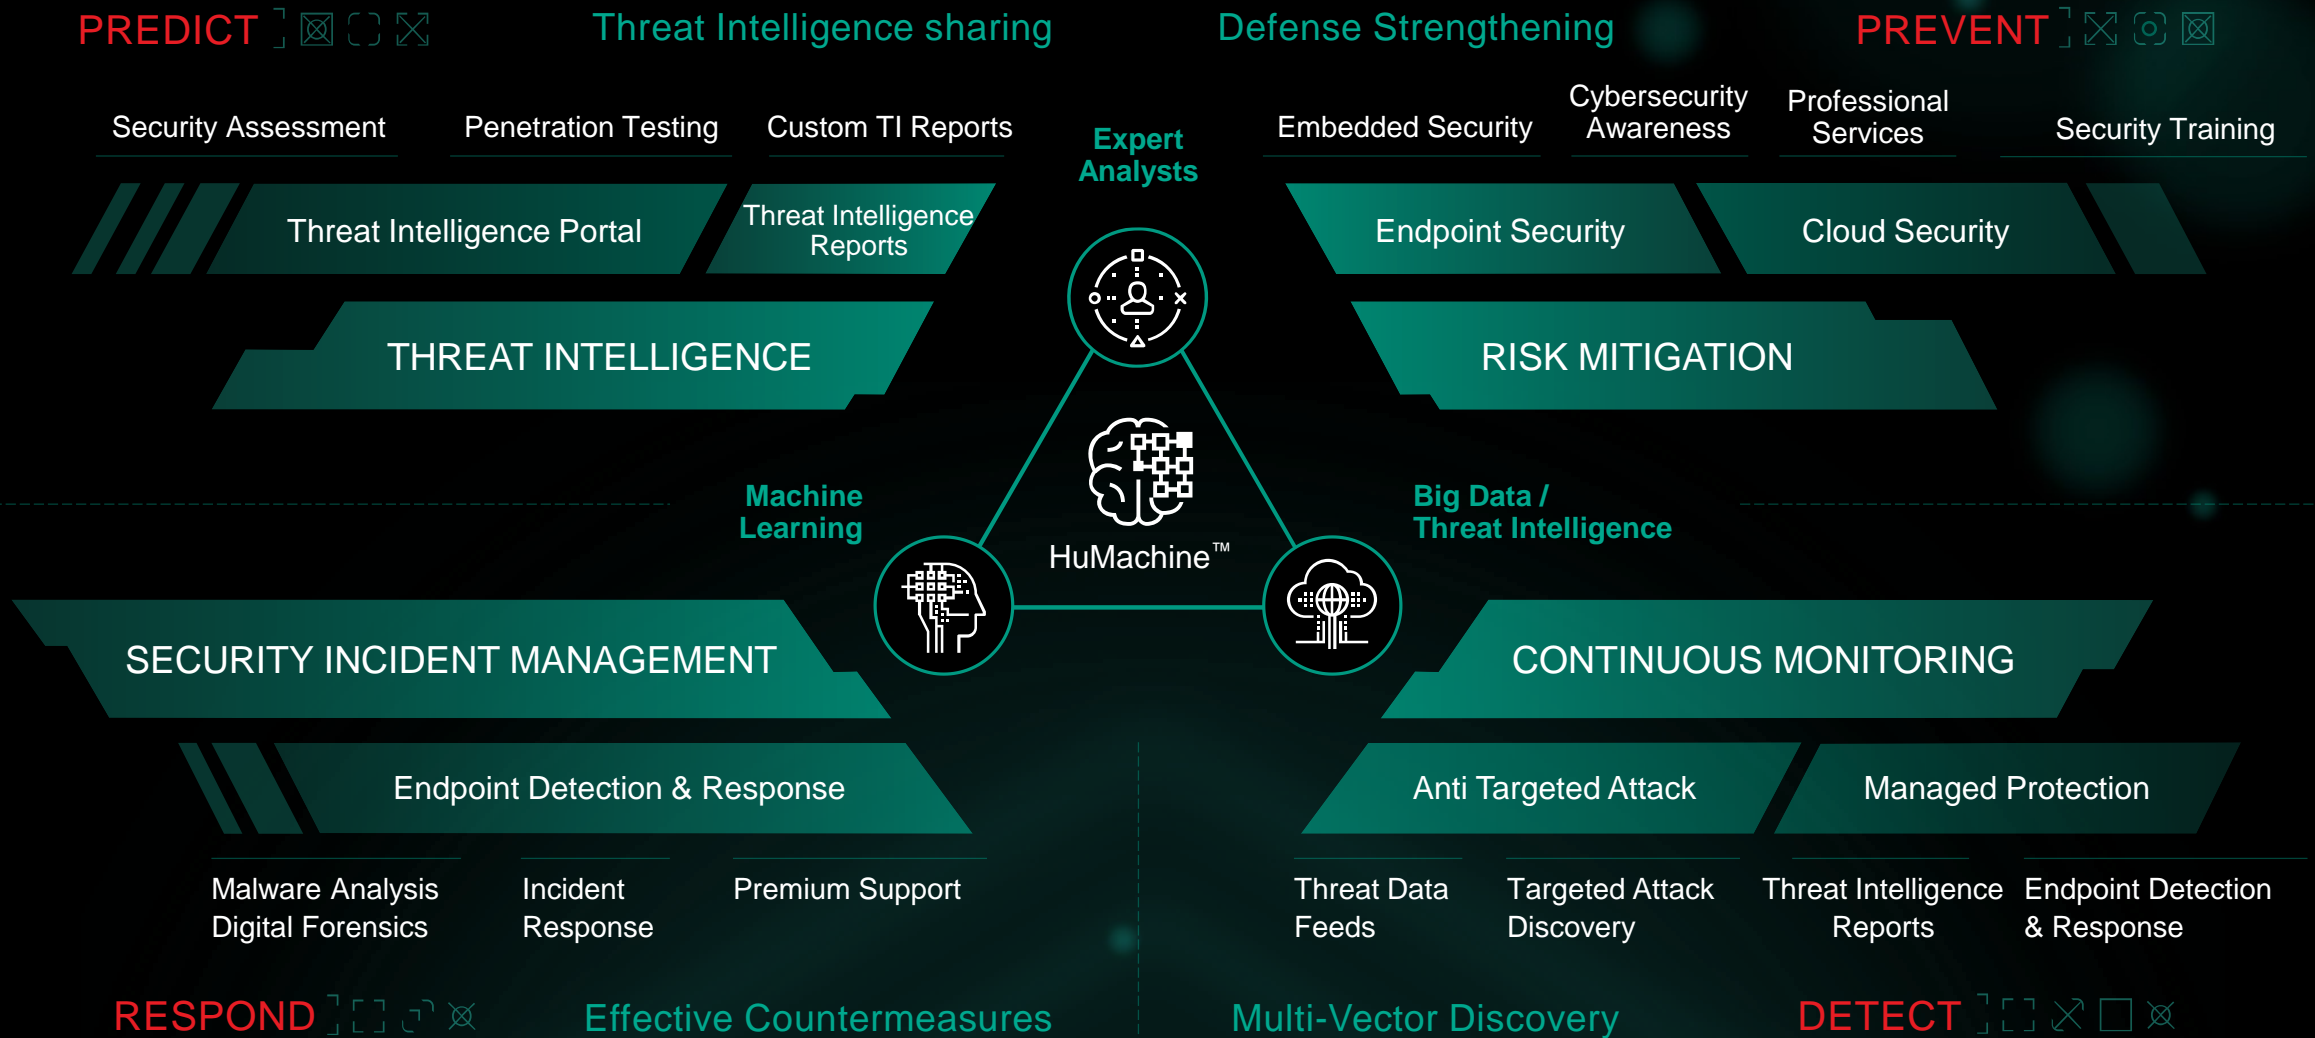 PREDICT
Threat Intelligence sharing
Defense Strengthening
PREVENT
Security Assessment
Penetration Testing
Custom TI Reports
Expert
Analysts
Embedded Security
Cybersecurity
Awareness
Professional
Services
Security Training
Threat Intelligence Portal
Threat Intelligence
Reports
Endpoint Security
Cloud Security
THREAT INTELLIGENCE
RISK MITIGATION
Machine
Learning
HuMachine™
Big Data /
Threat Intelligence
SECURITY INCIDENT MANAGEMENT
CONTINUOUS MONITORING
Endpoint Detection & Response
Anti Targeted Attack
Managed Protection
Malware Analysis
Digital Forensics
Incident
Response
Premium Support
Threat Data
Feeds
Targeted Attack
Discovery
Threat Intelligence
Reports
Endpoint Detection
& Response
RESPOND
Effective Countermeasures
Multi-Vector Discovery
DETECT